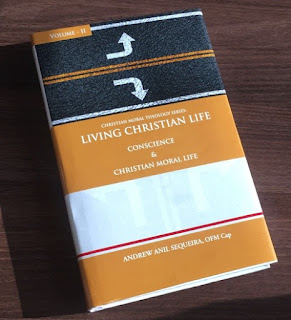 VOLUME - II
CHRISTIAN MORAL THEOLOGY SERIES:
LIVING CHRISTIAN LIFE
CONSCIENCE
&
CHRISTIAN MORAL LIFE
ANDREW ANIL SEQUEIRA, OFM Cap